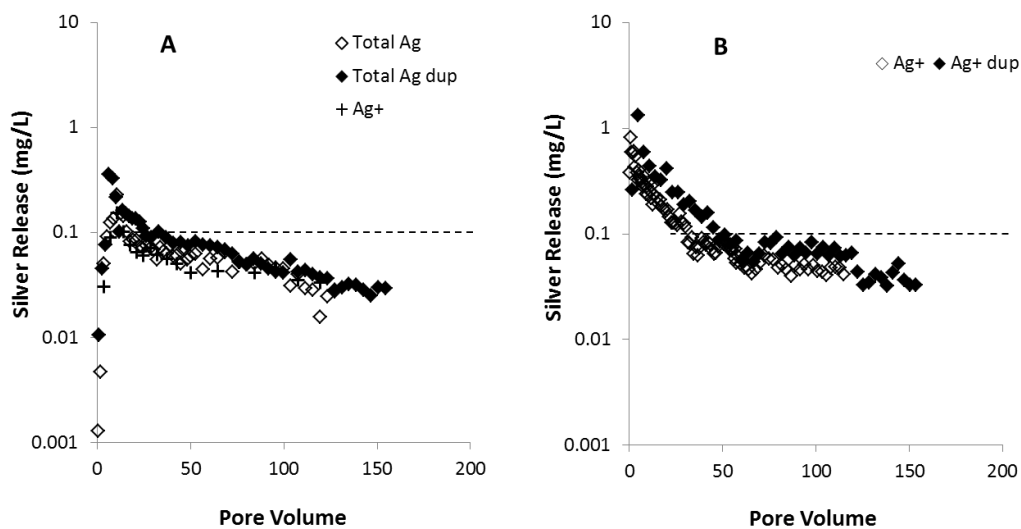 A
◇ Total Ag
◆ Total Ag dup
+ Ag+
Silver Release (mg/L)
10
1
0.1
0.01
0.001
0 50 100 150 200
Pore Volume
B
◇ Ag+ ◆ Ag+ dup
Silver Release (mg/L)
10
1
0.1
0.01
0.001
0 50 100 150 200
Pore Volume